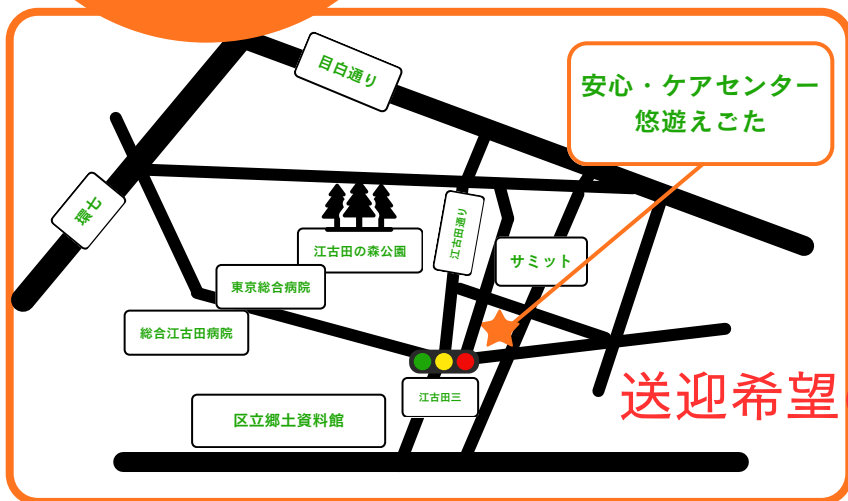 目白通り
安心・ケアセンター
悠遊えごた
環七
江古田通り
江古田の森公園
サミット
東京総合病院
総合江古田病院
江古田三
区立郷土資料館
送迎希望